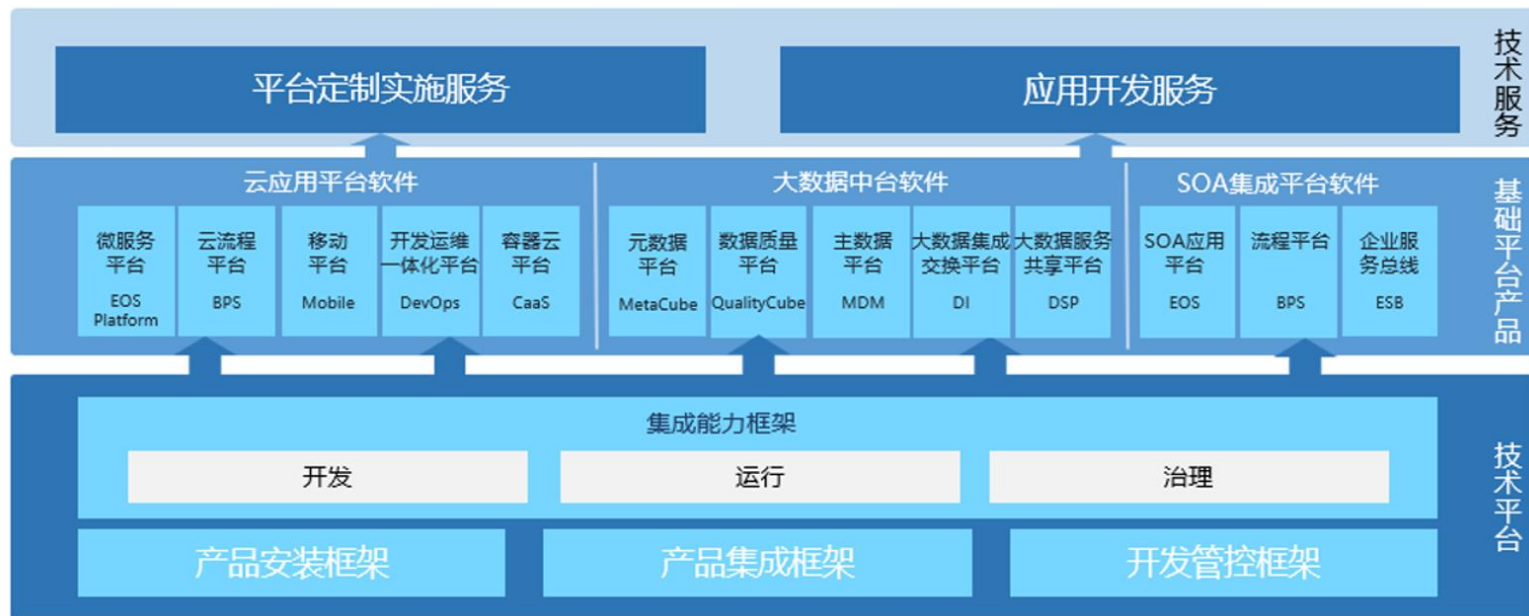 平台定制实施服务
应用开发服务
技术服务
云应用平台软件
大数据中台软件
SOA集成平台软件
微服务
平台
EOS
Platform
云流程
平台
BPS
移动
平台
Mobile
开发运维
一体化平台
DevOps
容器云
平台
CaaS
元数据
平台
MetaCube
数据质量
平台
QualityCube
主数据
平台
MDM
大数据集成
交换平台
DI
大数据服务
共享平台
DSP
SOA应用
平台
EOS
流程平台
BPS
企业服
务总线
ESB
基础平台产品
集成能力框架
开发
运行
治理
产品安装框架
产品集成框架
开发管控框架
技术平台